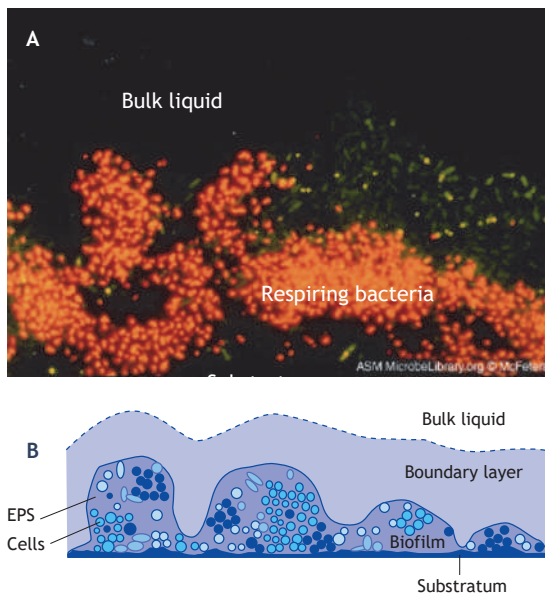 A
Bulk liquid
Respiring bacteria
ASM MicrobeLibrary.org © McFeters
B
Bulk liquid
Boundary layer
EPS
Cells
Biofilm
Substratum